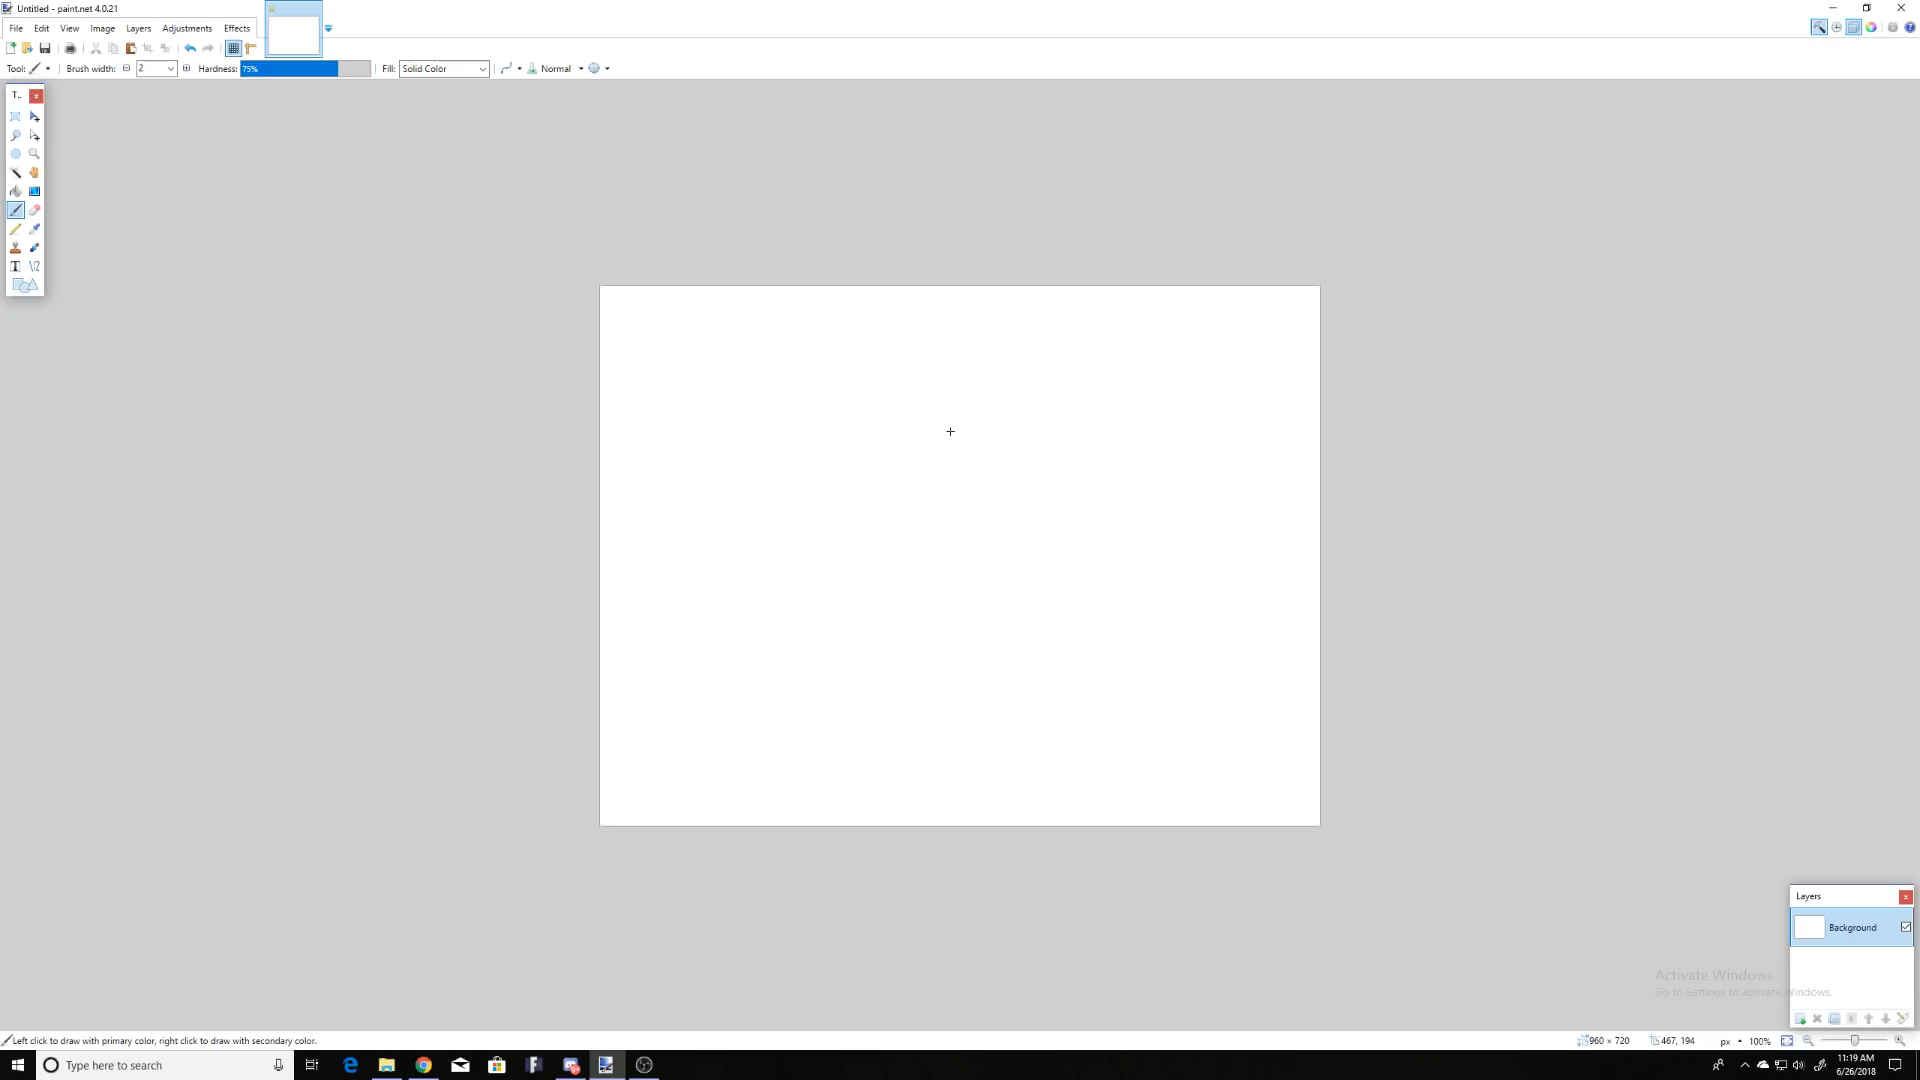 Untitled - paint.net 4.0.21
File Edit View Image Layers Adjustments Effects
Tool: Brush width: 2 Hardness: 75% Fill: Solid Color Normal
T..
Layers
Background
Activate Windows
Go to Settings to activate Windows.
Left click to draw with primary color, right click to draw with secondary color.
960 × 720 467, 194 px 100%
Type here to search
11:19 AM
6/26/2018